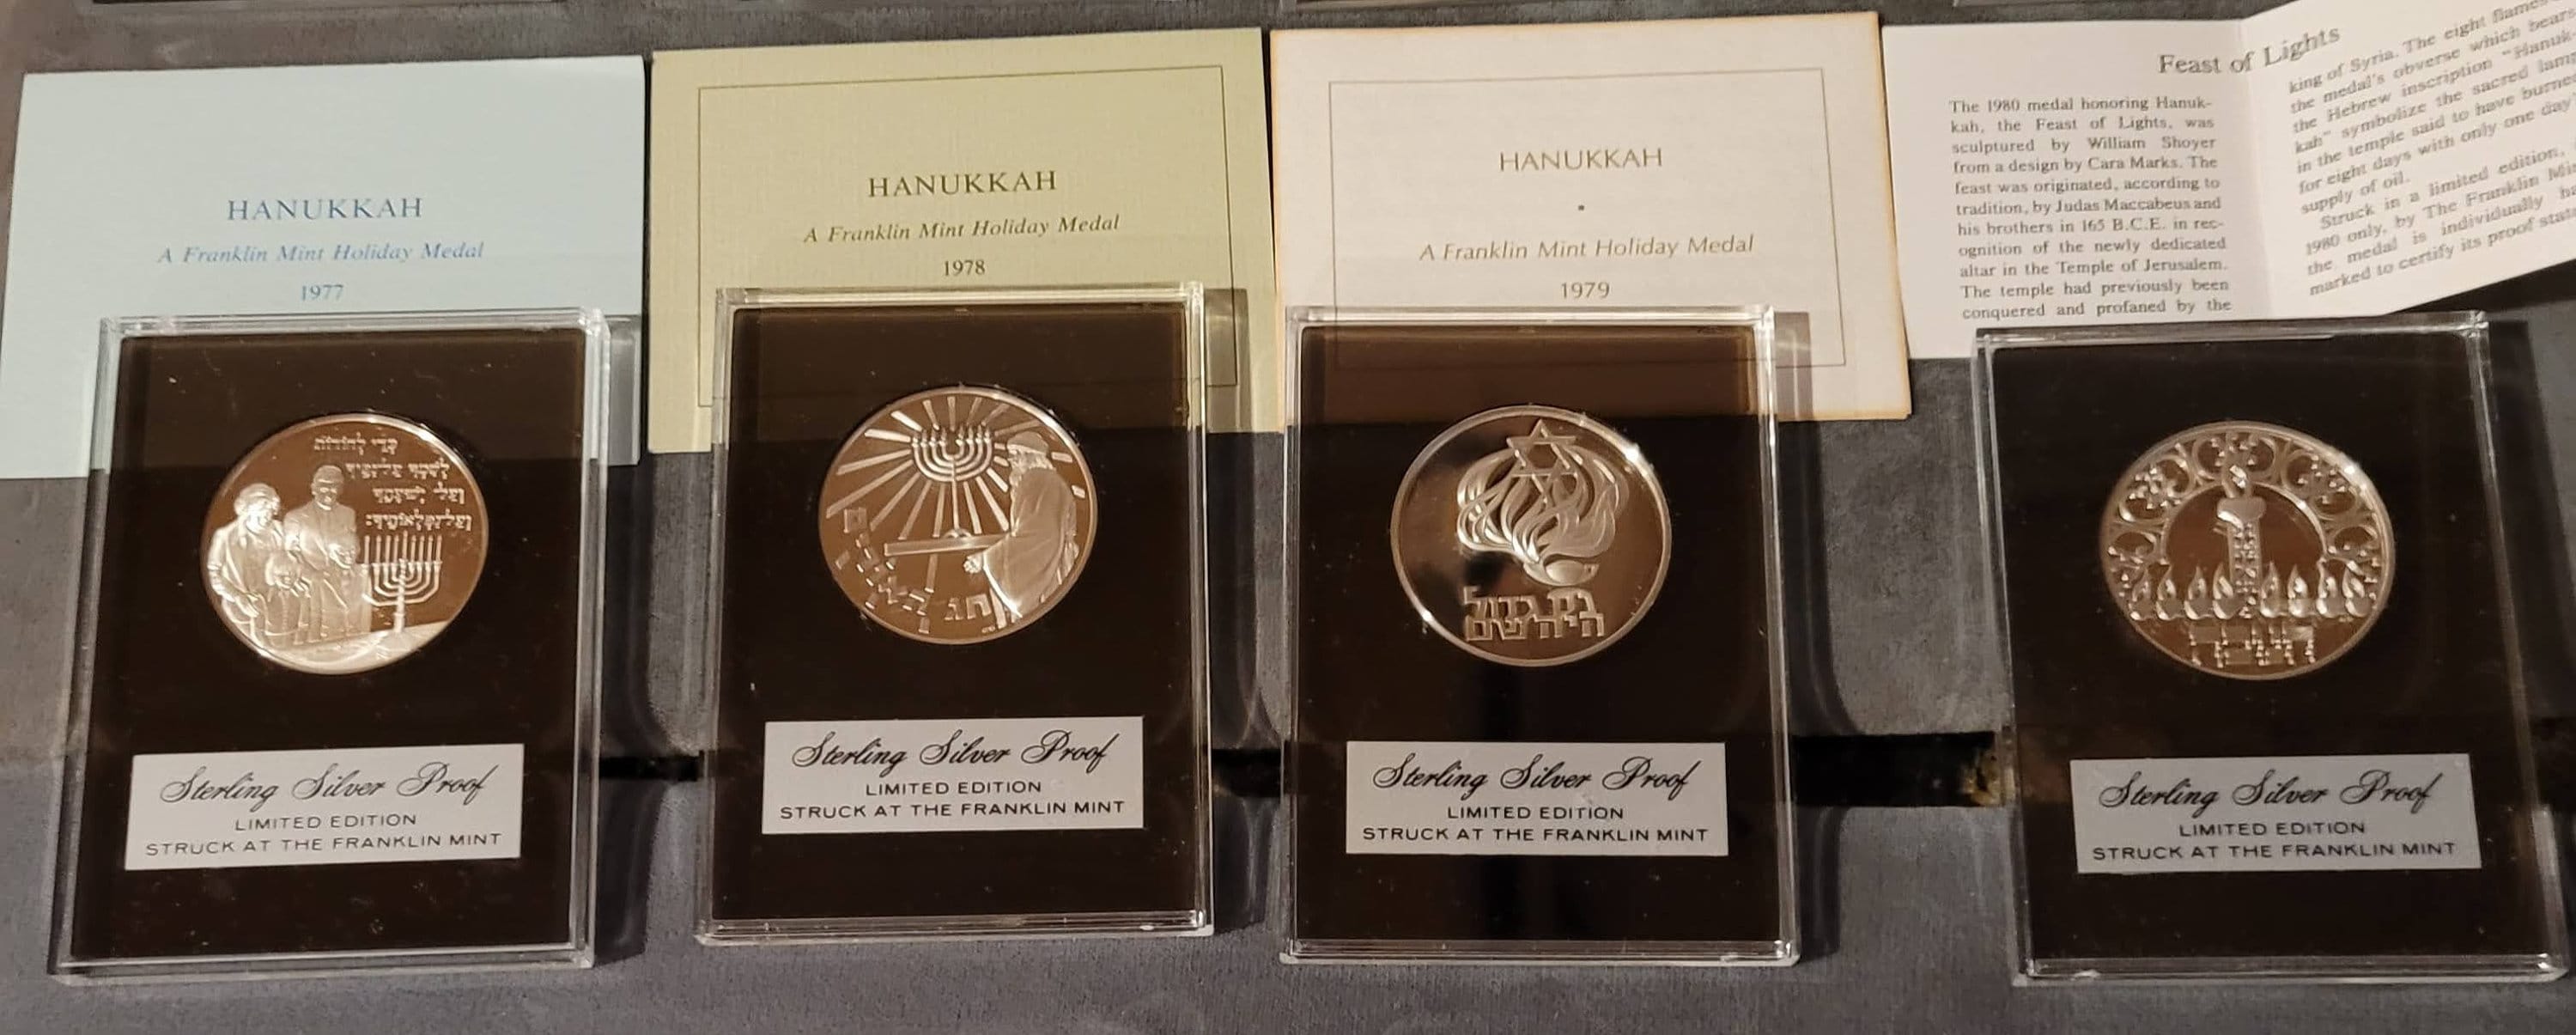 HANUKKAH
A Franklin Mint Holiday Medal
1977
HANUKKAH
A Franklin Mint Holiday Medal
1978
HANUKKAH
A Franklin Mint Holiday Medal
1979
Feast of Lights
The 1980 medal honoring Hanuk-
kah, the Feast of Lights, was
sculptured by William Shoyer
from a design by Cara Marks. The
feast was originated, according to
tradition, by Judas Maccabeus and
his brothers in 165 B.C.E. in rec-
ognition of the newly dedicated
altar in the Temple of Jerusalem.
The temple had previously been
conquered and profaned by the
king of Syria. The eight flames
the medal's obverse which bears
the Hebrew inscription "Hanuk-
kah" symbolize the sacred lamp
in the temple said to have burned
for eight days with only one day
supply of oil.
Struck in a limited edition,
1980 only, by The Franklin Mint
the medal is individually
marked to certify its proof
כדי להודות
ועל
חג
נס גדול
היה שם
Sterling Silver Proof
LIMITED EDITION
STRUCK AT THE FRANKLIN MINT
Sterling Silver Proof
LIMITED EDITION
STRUCK AT THE FRANKLIN MINT
Sterling Silver Proof
LIMITED EDITION
STRUCK AT THE FRANKLIN MINT
Sterling Silver Proof
LIMITED EDITION
STRUCK AT THE FRANKLIN MINT